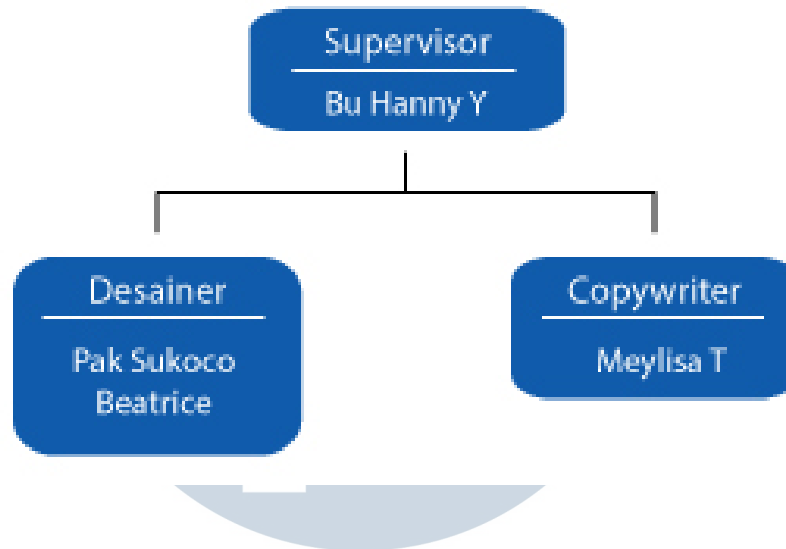 Supervisor
Bu Hanny Y
Desainer
Pak Sukoco
Beatrice
Copywriter
Meylisa T